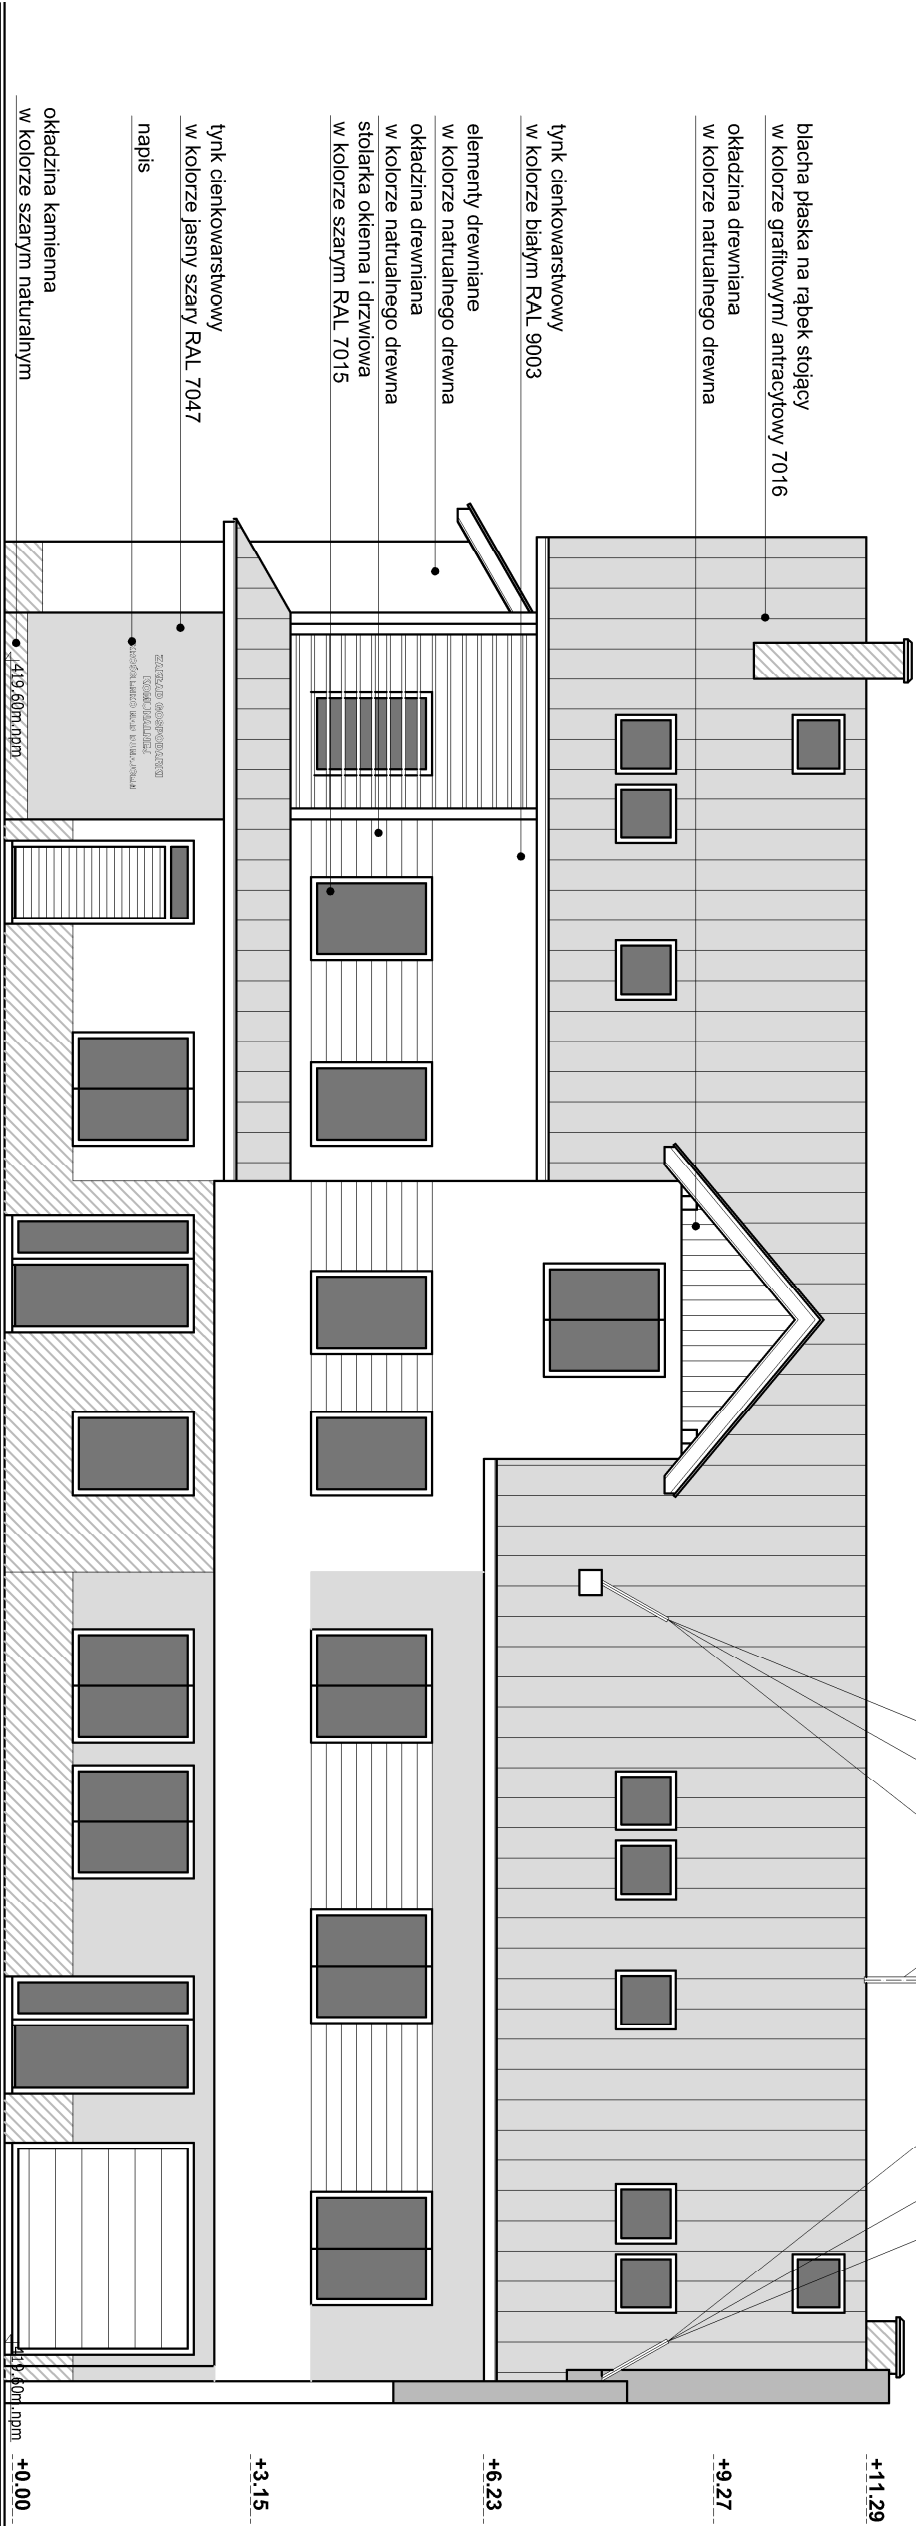 blacha płaska na rąbek stojący
w kolorze grafitowym/ antracytowy 7016
okładzina drewniana
w kolorze natrualnego drewna
tynk cienkowarstwowy
w kolorze białym RAL 9003
elementy drewniane
w kolorze natrualnego drewna
okładzina drewniana
w kolorze natrualnego drewna
stolarka okienna i drzwiowa
w kolorze szarym RAL 7015
tynk cienkowarstwowy
w kolorze jasny szary RAL 7047
napis
okładzina kamienna
w kolorze szarym naturalnym
ZAKŁAD GOSPODARKI
KOMUNALNEJ
419.60m.npm
419.60m.npm
+11.29
+9.27
+6.23
+3.15
+0.00